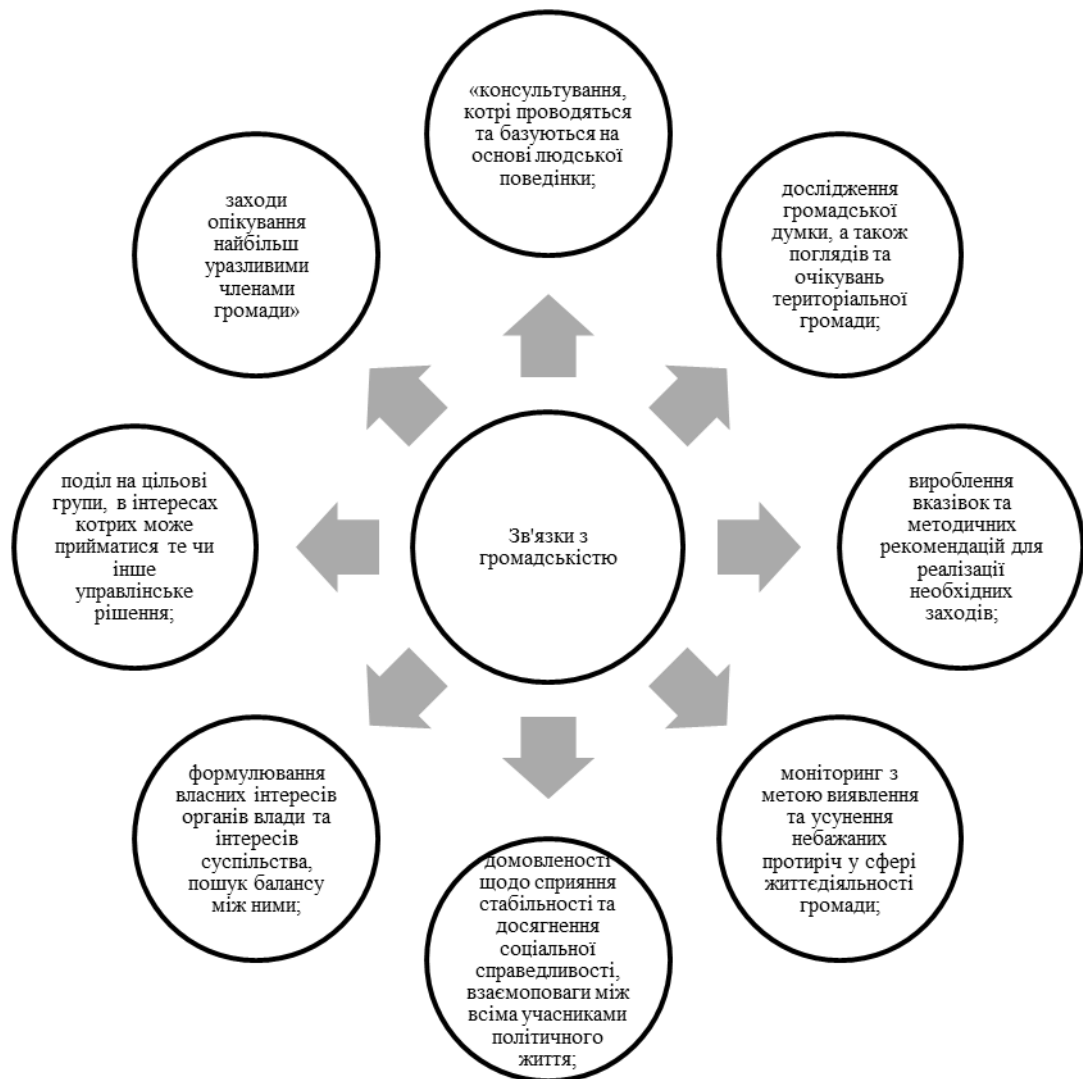 «консультування,
котрі проводяться
та базуються на
основі людської
поведінки;
дослідження
громадської
думки, а також
поглядів та
очікувань
територіальної
громади;
вироблення
вказівок та
методичних
рекомендацій для
реалізації
необхідних
заходів;
моніторинг з
метою виявлення
та усунення
небажаних
протиріч у сфері
життєдіяльності
громади;
домовленості
щодо сприяння
стабільності та
досягнення
соціальної
справедливості,
взаємоповаги між
всіма учасниками
політичного
життя;
формулювання
власних інтересів
органів влади та
інтересів
суспільства,
пошук балансу
між ними;
поділ на цільові
групи, в інтересах
котрих може
прийматися те чи
інше
управлінське
рішення;
заходи
опікування
найбільш
уразливими
членами
громади»
Зв'язки з
громадськістю